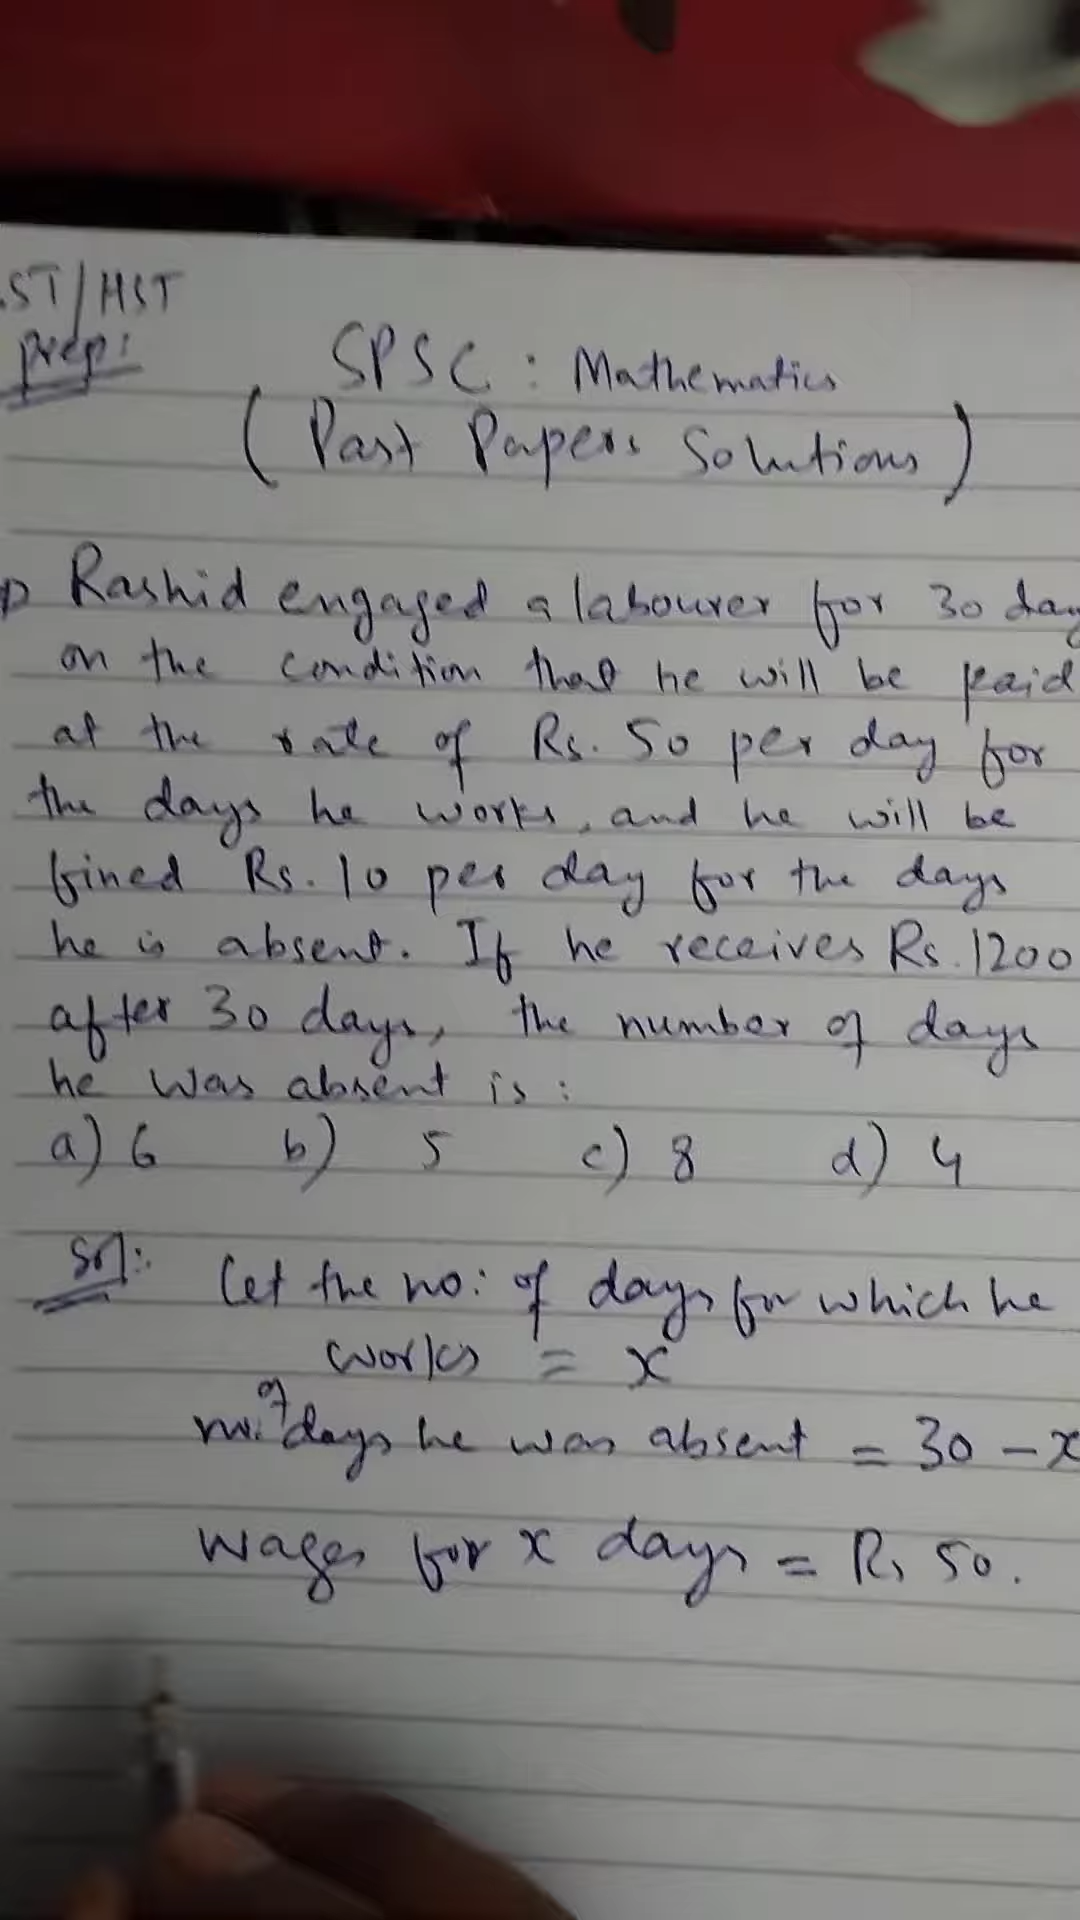 ST/HST
prep:
SPSC: Mathematics
(Past Papers Solutions)
Rashid engaged a labourer for 30 day
on the condition that he will be paid
at the rate of Rs. 50 per day for
the days he works, and he will be
fined Rs. 10 per day for the days
he is absent. If he receives Rs. 1200
after 30 days, the number of days
he was absent is:
a) 6 b) 5 c) 8 d) 4
Sol:. Let the no: of days for which he
works = x
no: of days he was absent = 30 - x
Wages for x days = Rs 50.